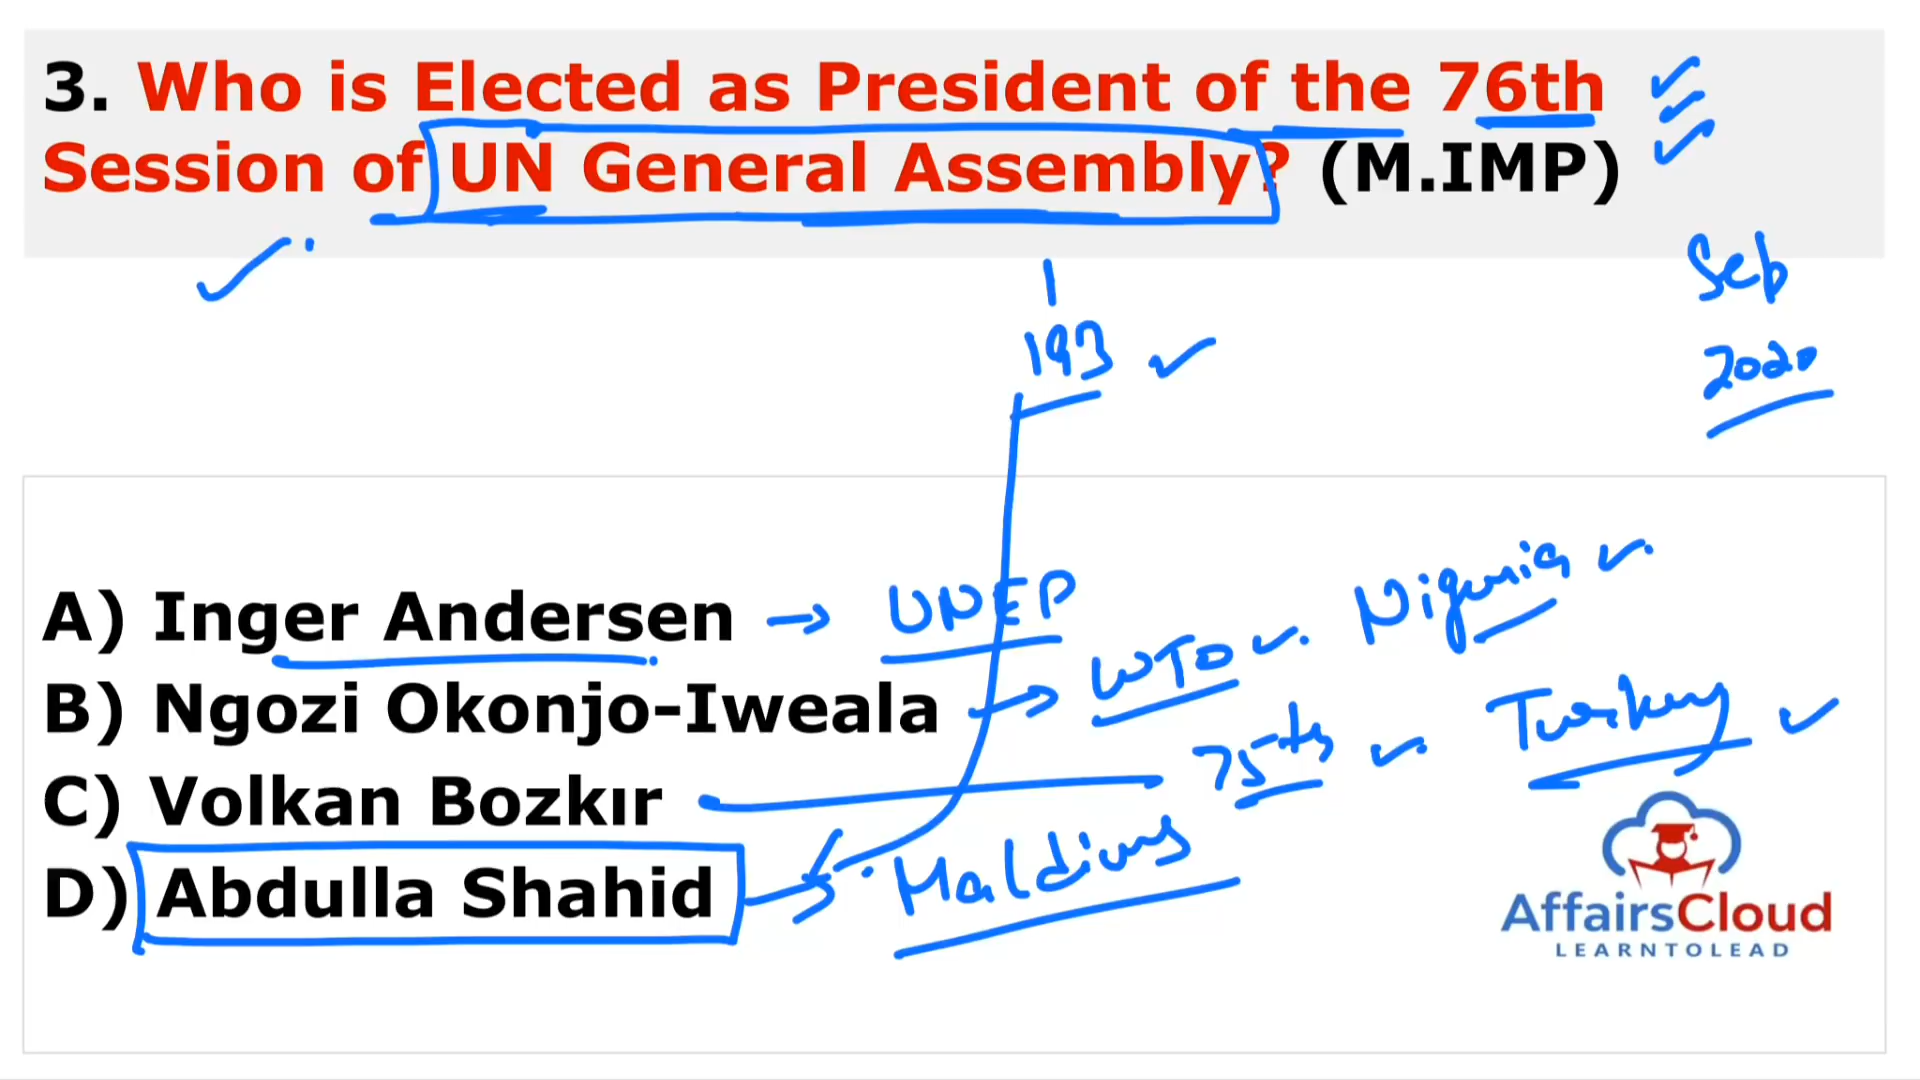 3. Who is Elected as President of the 76th
Session of UN General Assembly? (M.IMP)
Sep
2020
193
A) Inger Andersen → UNEP
B) Ngozi Okonjo-Iweala → WTO Nigeria
C) Volkan Bozkır 75th Turkey
D) Abdulla Shahid → Maldives
AffairsCloud
LEARNTOLEAD